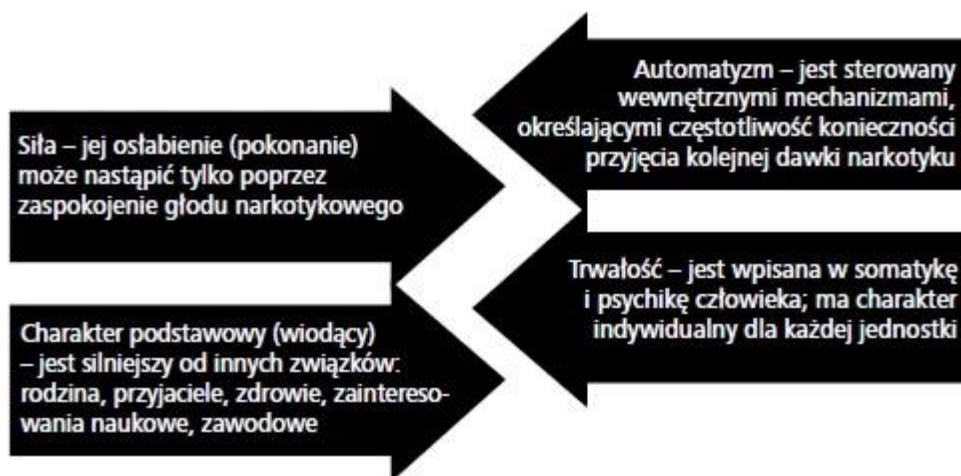 Siła – jej osłabienie (pokonanie)
może nastąpić tylko poprzez
zaspokojenie głodu narkotykowego
Automatyzm – jest sterowany
wewnętrznymi mechanizmami,
określającymi częstotliwość konieczności
przyjęcia kolejnej dawki narkotyku
Charakter podstawowy (wiodący)
– jest silniejszy od innych związków:
rodzina, przyjaciele, zdrowie, zaintereso-
wania naukowe, zawodowe
Trwałość – jest wpisana w somatykę
i psychikę człowieka; ma charakter
indywidualny dla każdej jednostki